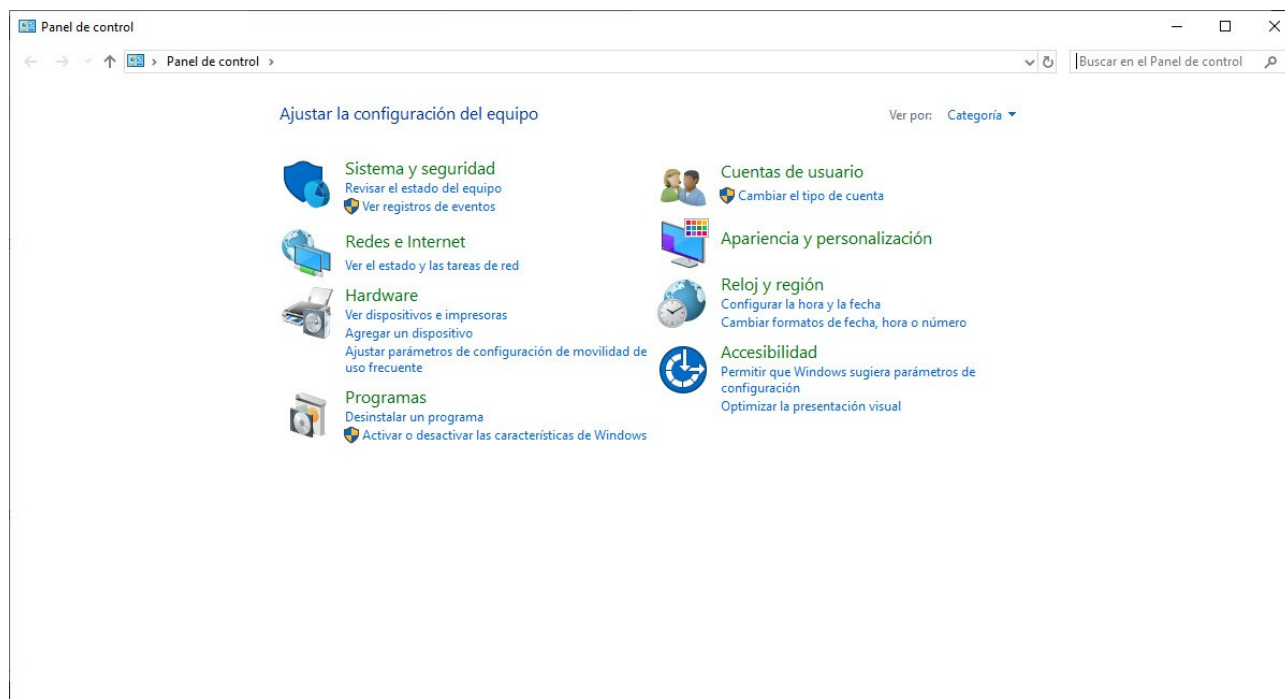 Panel de control
Panel de control
Buscar en el Panel de control
Ajustar la configuración del equipo
Ver por: Categoría
Sistema y seguridad
Revisar el estado del equipo
Ver registros de eventos
Redes e Internet
Ver el estado y las tareas de red
Hardware
Ver dispositivos e impresoras
Agregar un dispositivo
Ajustar parámetros de configuración de movilidad de
uso frecuente
Programas
Desinstalar un programa
Activar o desactivar las características de Windows
Cuentas de usuario
Cambiar el tipo de cuenta
Apariencia y personalización
Reloj y región
Configurar la hora y la fecha
Cambiar formatos de fecha, hora o número
Accesibilidad
Permitir que Windows sugiera parámetros de
configuración
Optimizar la presentación visual